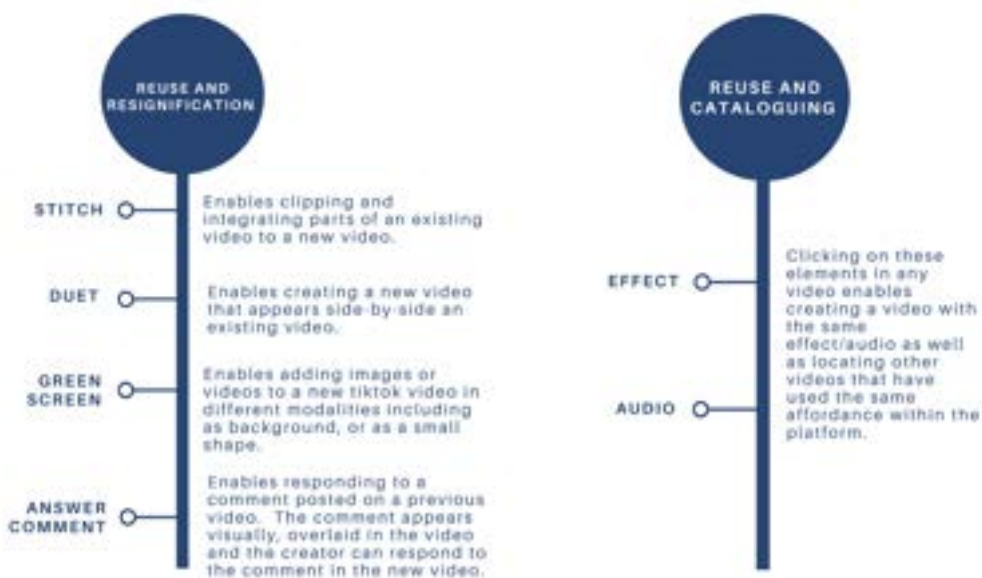 REUSE AND
RESIGNIFICATION
STITCH
Enables clipping and
integrating parts of an existing
video to a new video.
DUET
Enables creating a new video
that appears side-by-side an
existing video.
GREEN
SCREEN
Enables adding images or
videos to a new tiktok video in
different modalities including
as background, or as a small
shape.
ANSWER
COMMENT
Enables responding to a
comment posted on a previous
video. The comment appears
visually, overlaid in the video
and the creator can respond to
the comment in the new video.
REUSE AND
CATALOGUING
EFFECT
AUDIO
Clicking on these
elements in any
video enables
creating a video with
the same
effect/audio as well
as locating other
videos that have
used the same
affordance within the
platform.